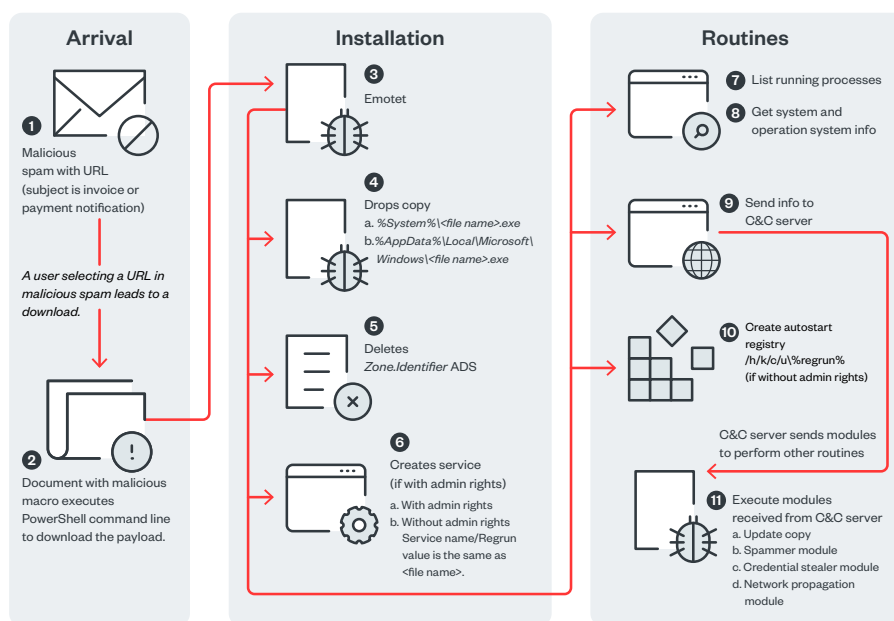 Arrival
1
Malicious
spam with URL
(subject is invoice or
payment notification)
A user selecting a URL in
malicious spam leads to a
download.
!
2
Document with malicious
macro executes
PowerShell command line
to download the payload.
Installation
3
Emotet
4
Drops copy
a. %System%\<file name>.exe
b.%AppData%\Local\Microsoft\
Windows\<file name>.exe
5
Deletes
Zone.Identifier ADS
6
Creates service
(if with admin rights)
a. With admin rights
b. Without admin rights
Service name/Regrun
value is the same as
<file name>.
Routines
7 List running processes
8 Get system and
operation system info
9 Send info to
C&C server
10 Create autostart
registry
/h/k/c/u\%regrun%
(if without admin rights)
C&C server sends modules
to perform other routines
11 Execute modules
received from C&C server
a. Update copy
b. Spammer module
c. Credential stealer module
d. Network propagation
module